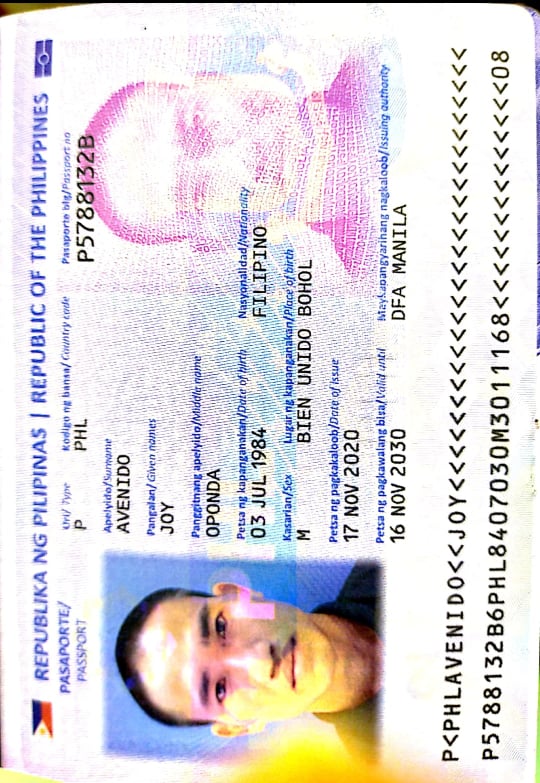 REPUBLIKA NG PILIPINAS | REPUBLIC OF THE PHILIPPINES
PASAPORTE/
PASSPORT
Uri/ Type
P
Kodigo ng bansa/ Country code
PHL
Pasaporte blg/Passport no
P5788132B
Apelyido/Surname
AVENIDO
Pangalan/ Given names
JOY
Panggitnang apelyido/Middle name
OPONDA
Petsa ng kapanganakan/Date of birth
03 JUL 1984
Nasyonalidad/Nationality
FILIPINO
Kasarian/Sex
M
Lugar ng kapanganakan/Place of birth
BIEN UNIDO BOHOL
Petsa ng pagkakaloob/Date of issue
17 NOV 2020
Petsa ng pagkawalang bisa/Valid until
16 NOV 2030
Maykapangyarihang nagkaloob/Issuing authority
DFA MANILA
P<PHLAVENIDO<<JOY<<<<<<<<<<<<<<<<<<<<<<<<<<<
P5788132B6PHL8407030M3011168<<<<<<<<<<<<<<08